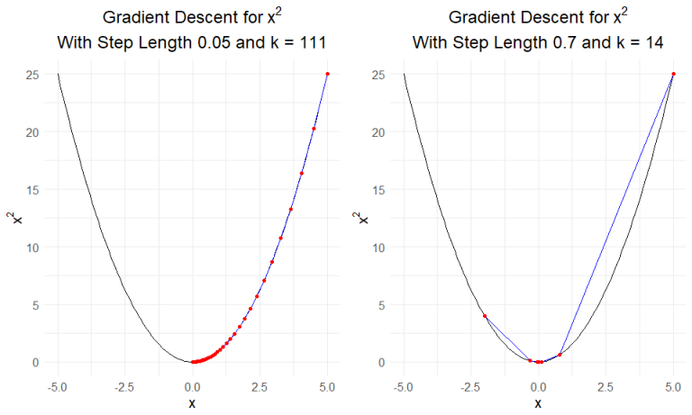 Gradient Descent for x²
With Step Length 0.05 and k = 111
25
20
15
10
5
0
x²
-5.0
-2.5
0.0
2.5
5.0
x
Gradient Descent for x²
With Step Length 0.7 and k = 14
25
20
15
10
5
0
x²
-5.0
-2.5
0.0
2.5
5.0
x